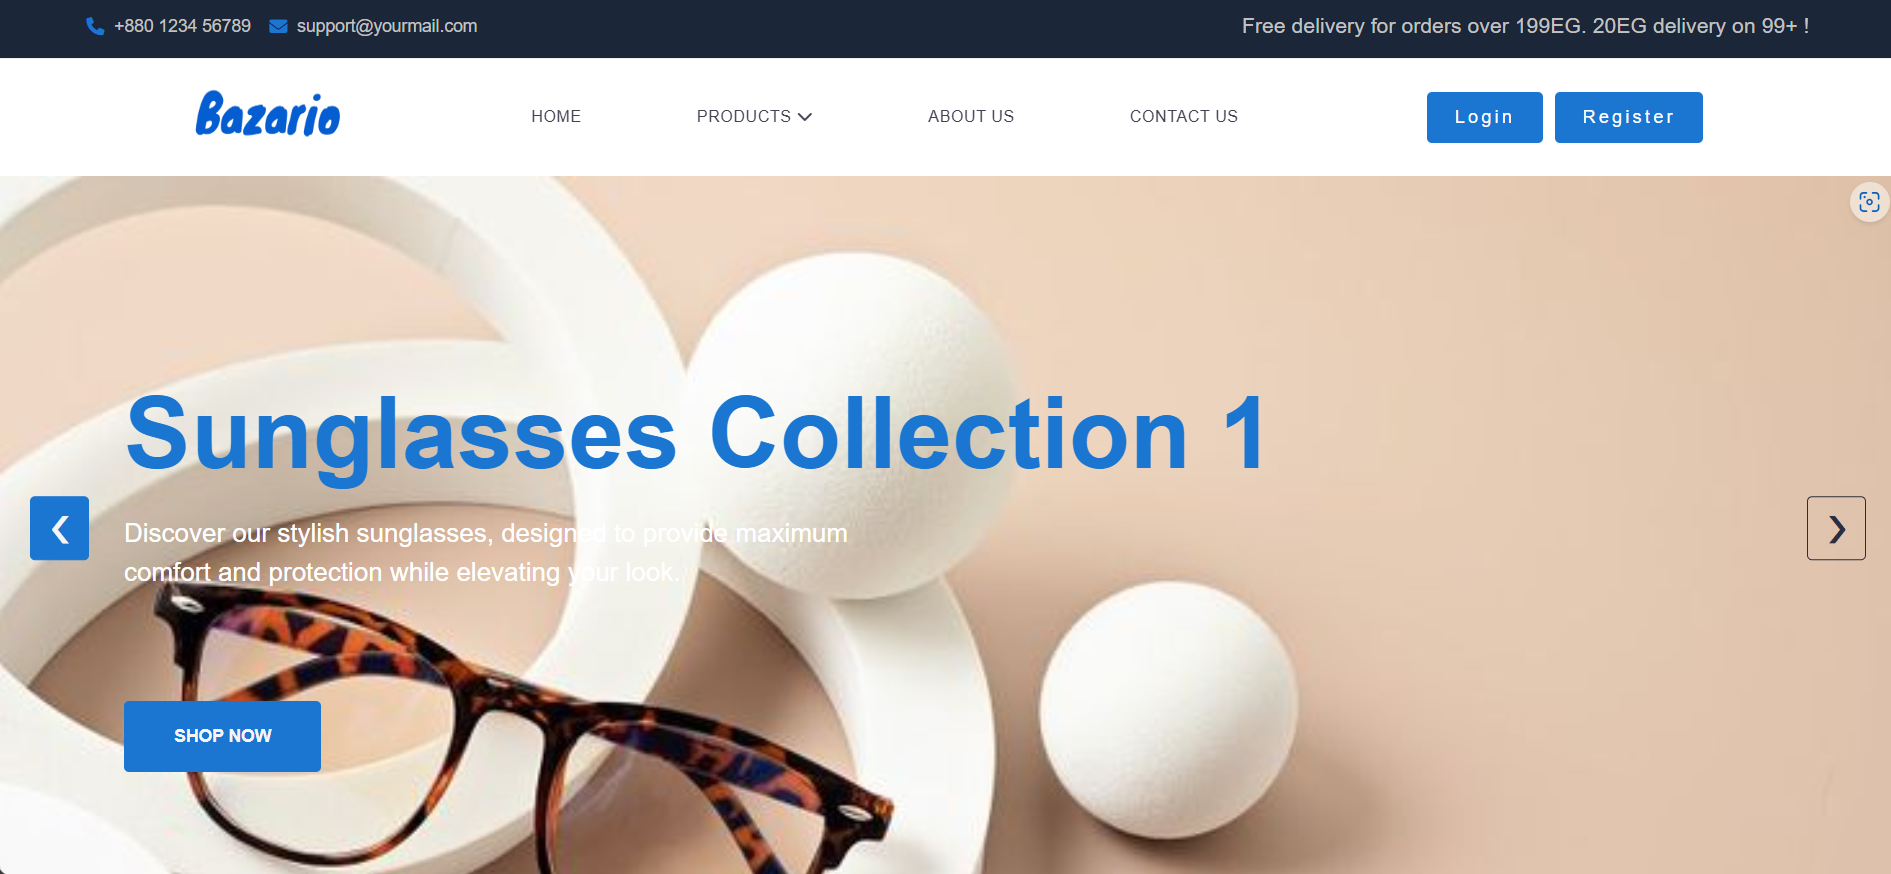 +880 1234 56789 support@yourmail.com Free delivery for orders over 199EG. 20EG delivery on 99+ !
Bazario HOME PRODUCTS ABOUT US CONTACT US Login Register
Sunglasses Collection 1
Discover our stylish sunglasses, designed to provide maximum
comfort and protection while elevating your look.
SHOP NOW